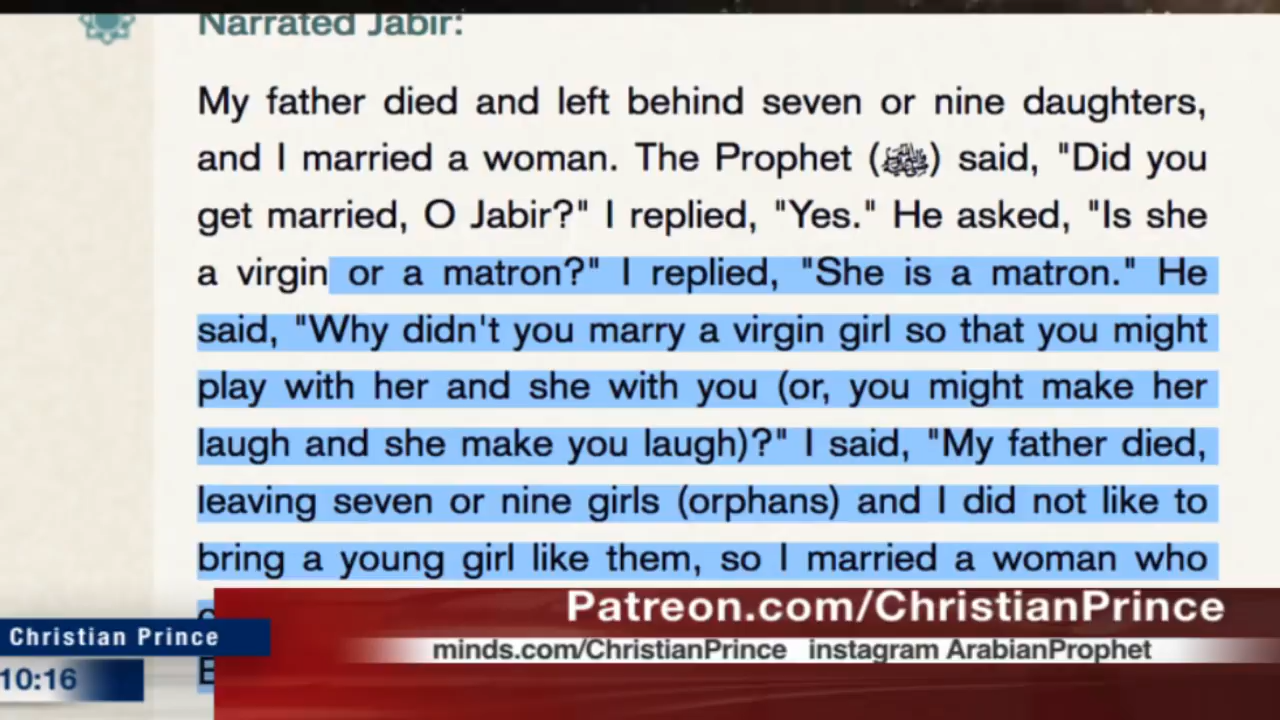 Narrated Jabir:
My father died and left behind seven or nine daughters,
and I married a woman. The Prophet (ﷺ) said, "Did you
get married, O Jabir?" I replied, "Yes." He asked, "Is she
a virgin or a matron?" I replied, "She is a matron." He
said, "Why didn't you marry a virgin girl so that you might
play with her and she with you (or, you might make her
laugh and she make you laugh)?" I said, "My father died,
leaving seven or nine girls (orphans) and I did not like to
bring a young girl like them, so I married a woman who
Patreon.com/ChristianPrince
Christian Prince
minds.com/ChristianPrince instagram ArabianProphet
10:16